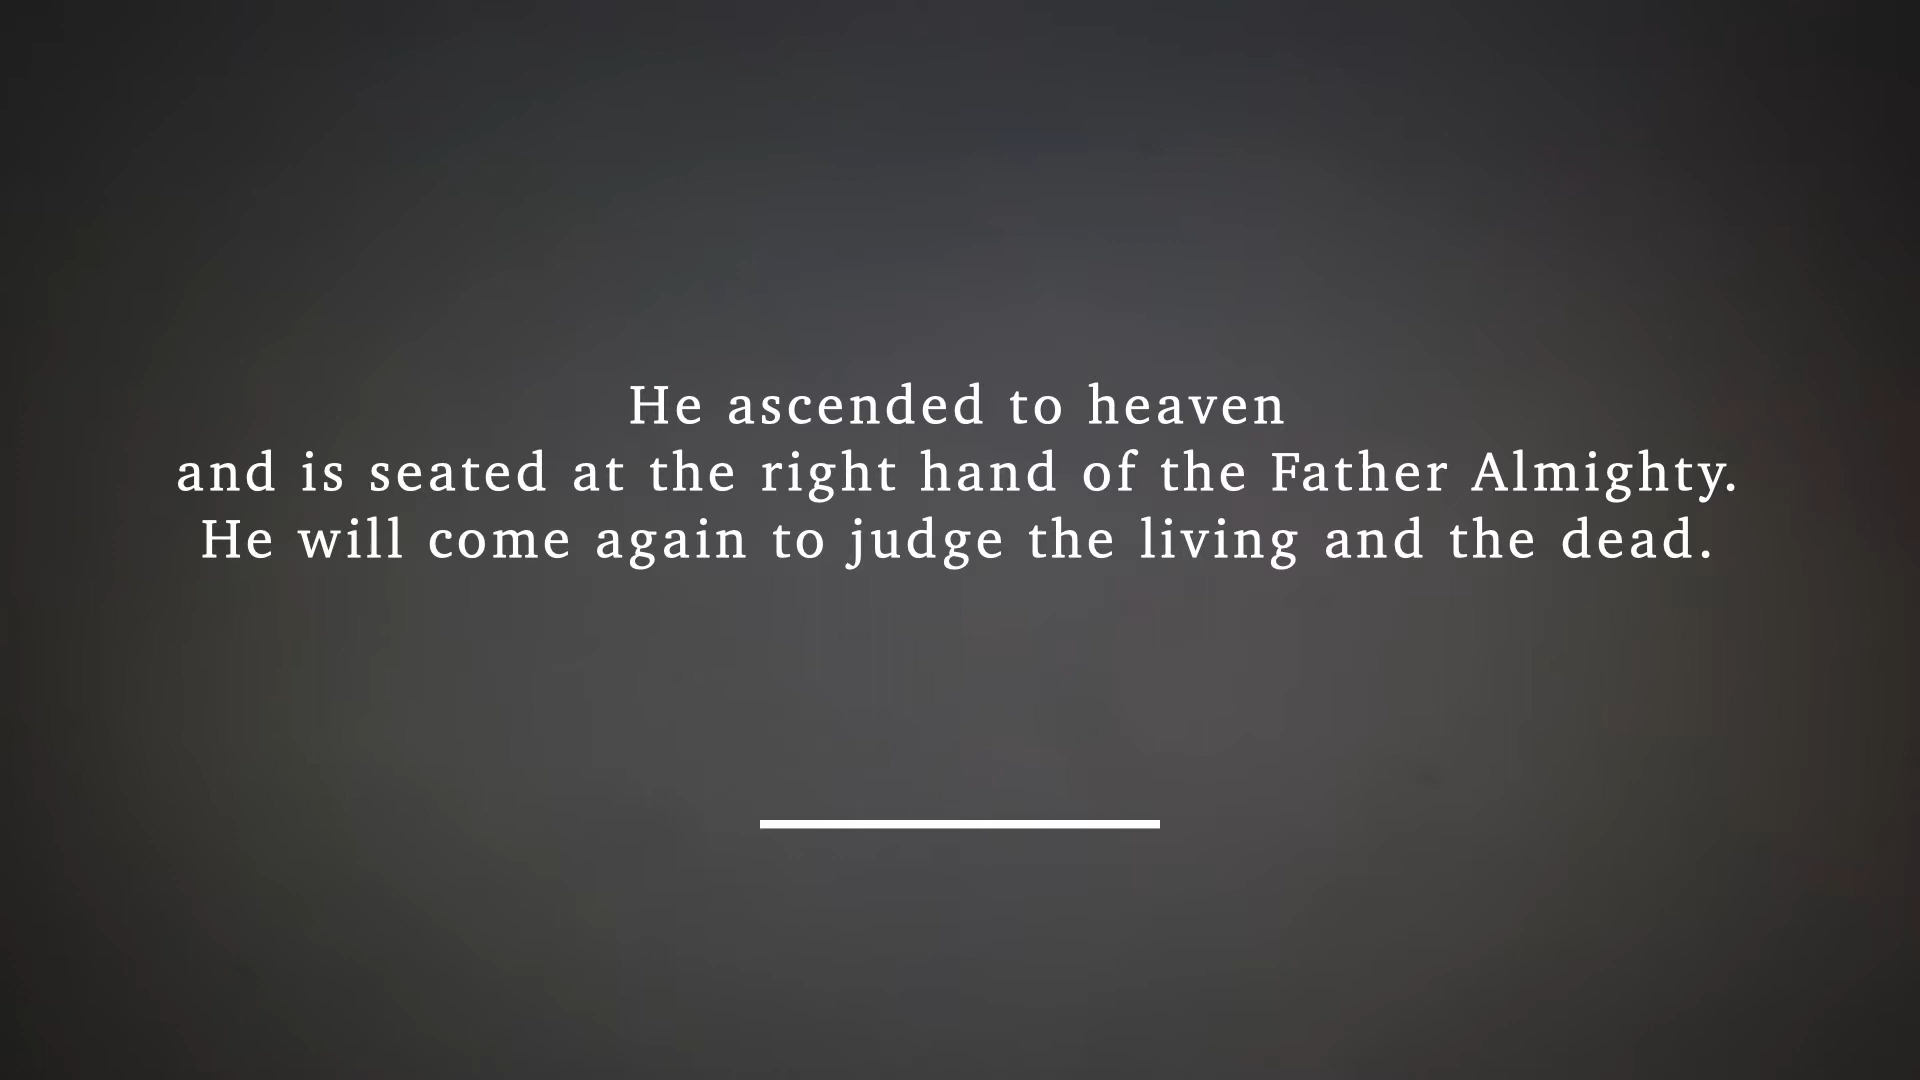 He ascended to heaven
and is seated at the right hand of the Father Almighty.
He will come again to judge the living and the dead.